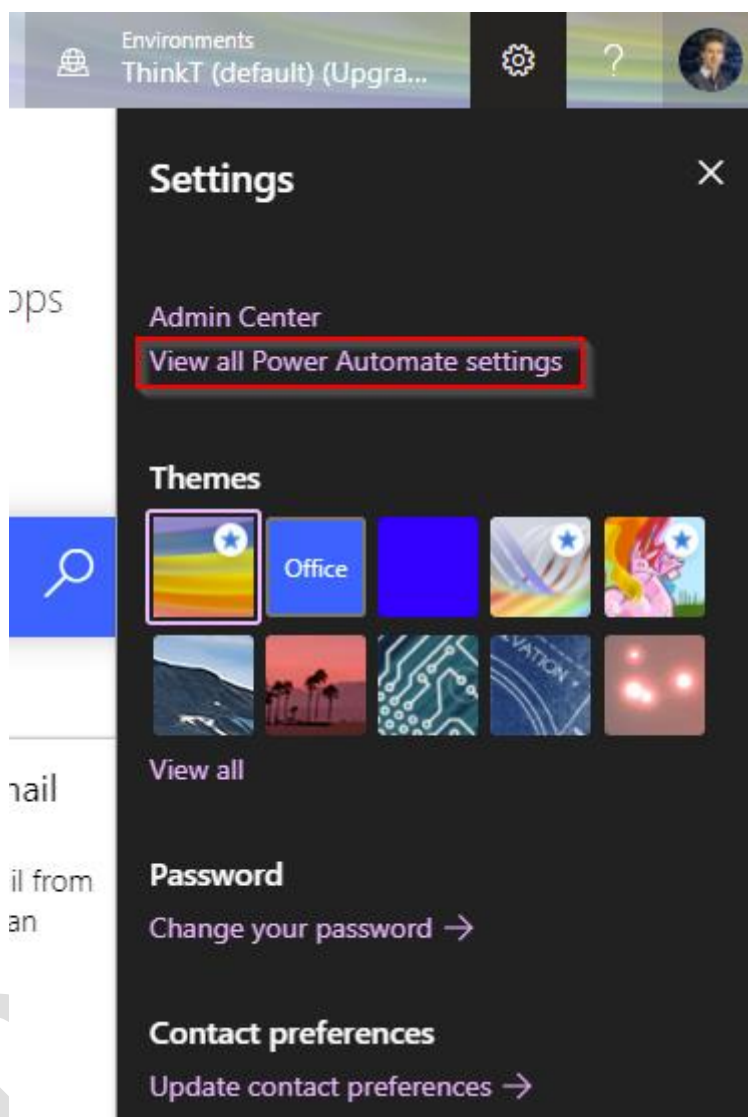 Environments
ThinkT (default) (Upgra...
?
Settings
ops
Admin Center
View all Power Automate settings
Themes
Office
VATION
View all
nail
il from
an
Password
Change your password →
Contact preferences
Update contact preferences →